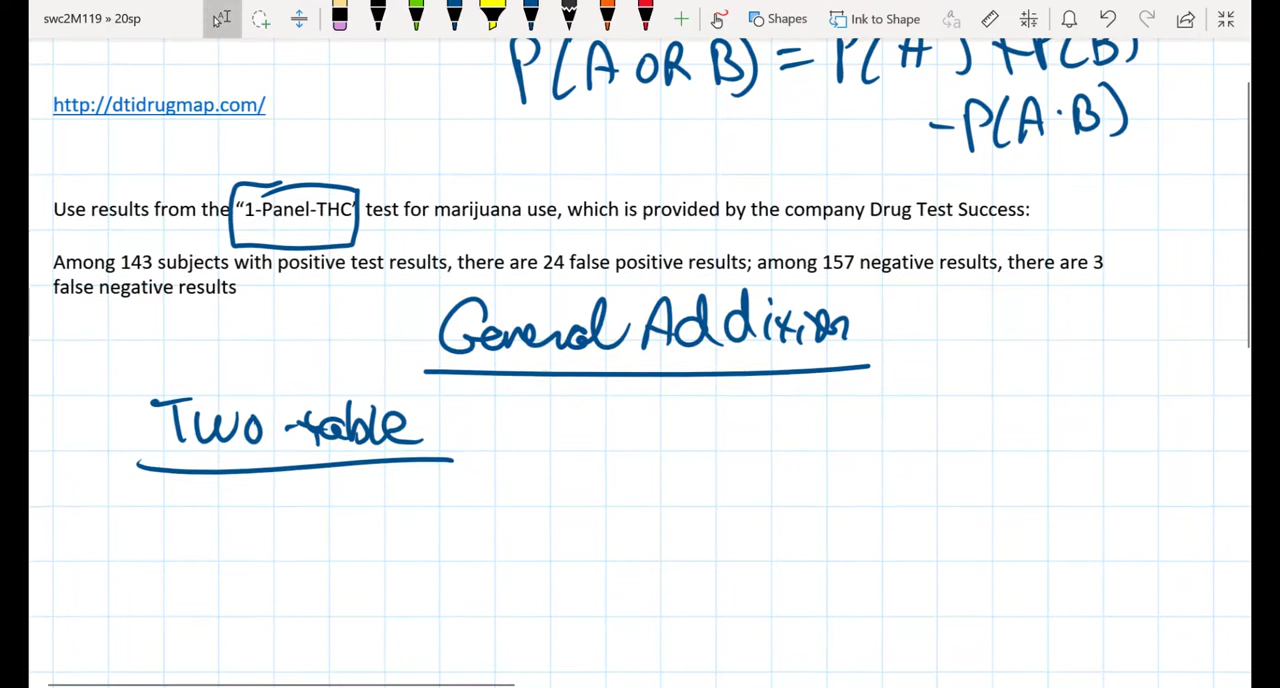 swc2M119 » 20sp
Shapes
Ink to Shape
P(A OR B) = P(A) + P(B)
- P(A · B)
http://dtidrugmap.com/
Use results from the “1-Panel-THC” test for marijuana use, which is provided by the company Drug Test Success:
Among 143 subjects with positive test results, there are 24 false positive results; among 157 negative results, there are 3
false negative results
General Addition
Two table